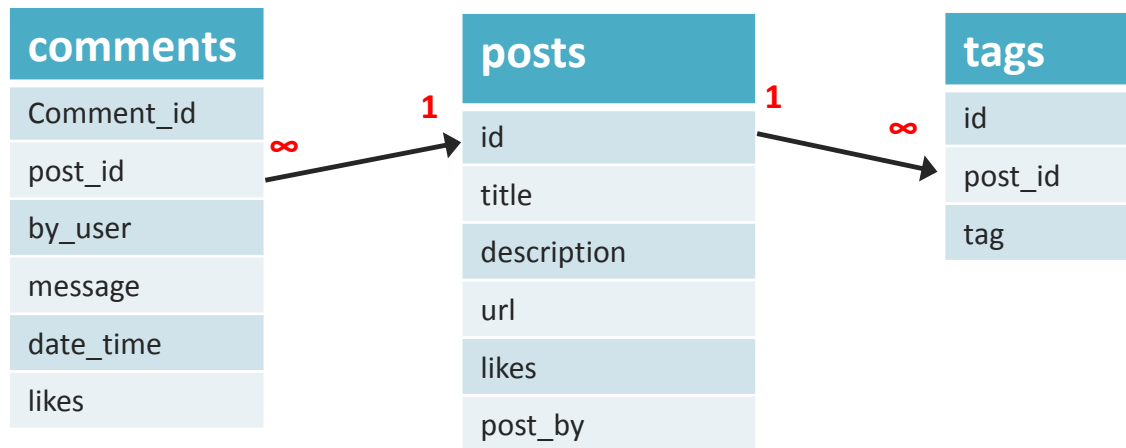 comments
Comment_id
post_id
by_user
message
date_time
likes
∞
1
posts
id
title
description
url
likes
post_by
1
∞
tags
id
post_id
tag